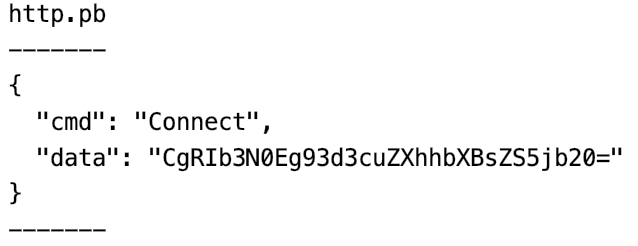 http.pb
-------
{
  "cmd": "Connect",
  "data": "CgRIb3N0Eg93d3cuZXhhbXBsZS5jb20="
}
-------